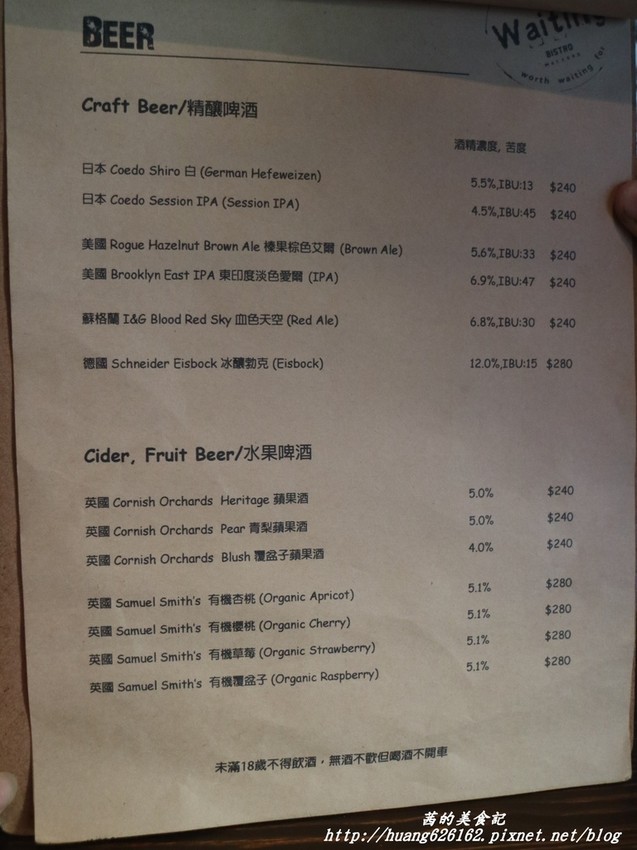 BEER
Waiting
BISTRO
worth waiting for
Craft Beer/精釀啤酒
酒精濃度, 苦度
日本 Coedo Shiro 白 (German Hefeweizen) 5.5%,IBU:13 $240
日本 Coedo Session IPA (Session IPA) 4.5%,IBU:45 $240
美國 Rogue Hazelnut Brown Ale 榛果棕色艾爾 (Brown Ale) 5.6%,IBU:33 $240
美國 Brooklyn East IPA 東印度淡色愛爾 (IPA) 6.9%,IBU:47 $240
蘇格蘭 I&G Blood Red Sky 血色天空 (Red Ale) 6.8%,IBU:30 $240
德國 Schneider Eisbock 冰釀勃克 (Eisbock) 12.0%,IBU:15 $280
Cider, Fruit Beer/水果啤酒
英國 Cornish Orchards Heritage 蘋果酒 5.0% $240
英國 Cornish Orchards Pear 青梨蘋果酒 5.0% $240
英國 Cornish Orchards Blush 覆盆子蘋果酒 4.0% $240
英國 Samuel Smith's 有機杏桃 (Organic Apricot) 5.1% $280
英國 Samuel Smith's 有機櫻桃 (Organic Cherry) 5.1% $280
英國 Samuel Smith's 有機草莓 (Organic Strawberry) 5.1% $280
英國 Samuel Smith's 有機覆盆子 (Organic Raspberry) 5.1% $280
未滿18歲不得飲酒，無酒不歡但喝酒不開車
茜的美食記
http://huang626162.pixnet.net/blog